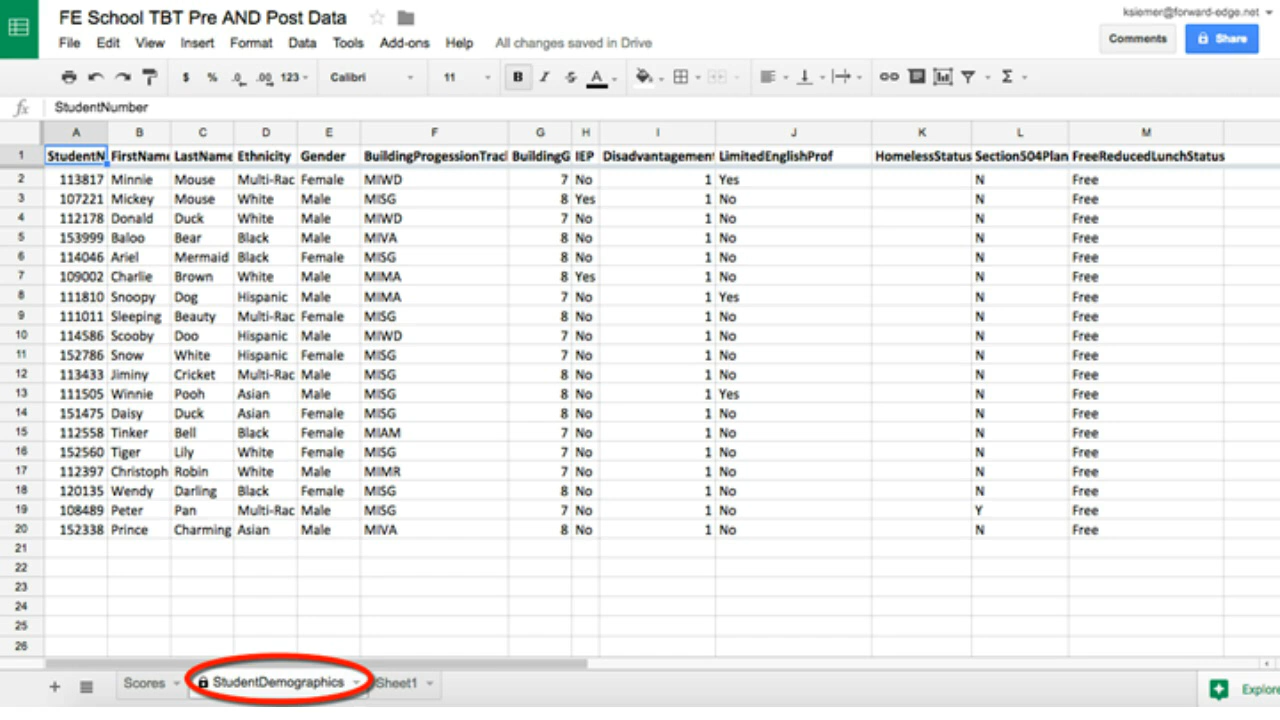 FE School TBT Pre AND Post Data
ksiemer@forward-edge.net
File Edit View Insert Format Data Tools Add-ons Help All changes saved in Drive
Comments Share
$ % .0 .00 123 Calibri 11 B I S A Σ
fx StudentNumber
A B C D E F G H I J K L M
1 StudentN FirstName LastName Ethnicity Gender BuildingProgessionTrack BuildingG IEP Disadvantagement LimitedEnglishProf HomelessStatus Section504Plan FreeReducedLunchStatus
2 113817 Minnie Mouse Multi-Rac Female MIWD 7 No 1 Yes N Free
3 107221 Mickey Mouse White Male MISG 8 Yes 1 No N Free
4 112178 Donald Duck White Male MIWD 7 No 1 No N Free
5 153999 Baloo Bear Black Male MIVA 8 No 1 No N Free
6 114046 Ariel Mermaid Black Female MISG 8 No 1 No N Free
7 109002 Charlie Brown White Male MIMA 8 Yes 1 No N Free
8 111810 Snoopy Dog Hispanic Male MIMA 7 No 1 Yes N Free
9 111011 Sleeping Beauty Multi-Rac Female MISG 8 No 1 No N Free
10 114586 Scooby Doo Hispanic Male MIWD 7 No 1 No N Free
11 152786 Snow White Hispanic Female MISG 7 No 1 No N Free
12 113433 Jiminy Cricket Multi-Rac Male MISG 8 No 1 No N Free
13 111505 Winnie Pooh Asian Male MISG 8 No 1 Yes N Free
14 151475 Daisy Duck Asian Female MISG 8 No 1 No N Free
15 112558 Tinker Bell Black Female MIAM 7 No 1 No N Free
16 152560 Tiger Lily White Female MISG 7 No 1 No N Free
17 112397 Christoph Robin White Male MIMR 7 No 1 No N Free
18 120135 Wendy Darling Black Female MISG 8 No 1 No N Free
19 108489 Peter Pan Multi-Rac Male MISG 7 No 1 No Y Free
20 152338 Prince Charming Asian Male MIVA 8 No 1 No N Free
21
22
23
24
25
26
Scores StudentDemographics Sheet1 Explore